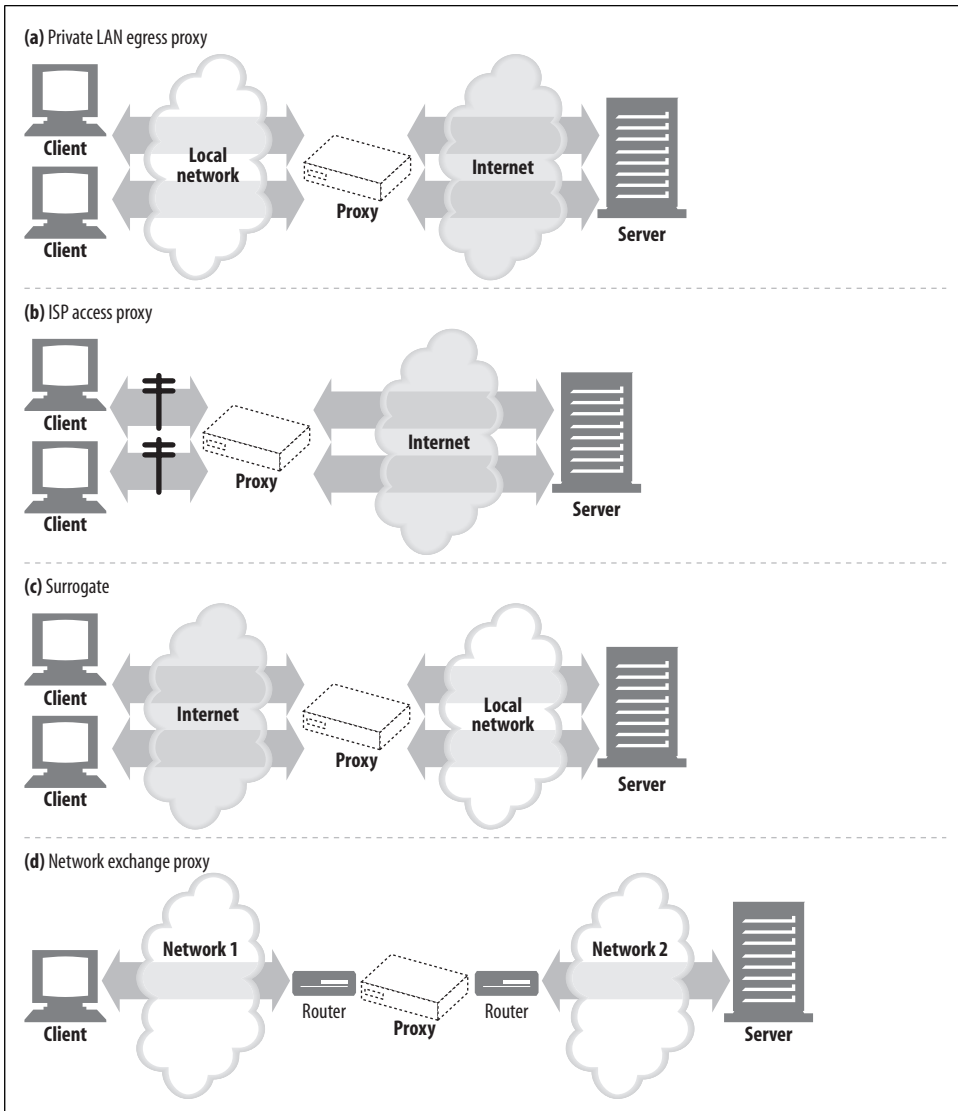 (a) Private LAN egress proxy
Client
Client
Local
network
Proxy
Internet
Server
(b) ISP access proxy
Client
Client
Proxy
Internet
Server
(c) Surrogate
Client
Client
Internet
Proxy
Local
network
Server
(d) Network exchange proxy
Client
Network 1
Router
Proxy
Router
Network 2
Server